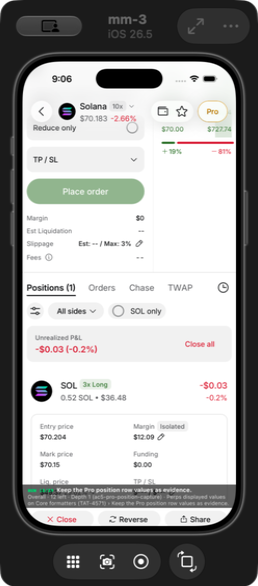 mm-3
iOS 26.5
9:06
Solana 10x
$70.183 -2.66%
Pro
Reduce only
$70.00 $727.74
+ 19% − 81%
TP / SL
Place order
Margin $0
Est Liquidation --
Slippage Est: -- / Max: 3%
Fees --
Positions (1) Orders Chase TWAP
All sides SOL only
Unrealized P&L
-$0.03 (-0.2%)
Close all
SOL 3x Long -$0.03
0.52 SOL • $36.48 -0.2%
Entry price Margin Isolated
$70.204 $12.09
Mark price Funding
$70.15 $0.00
Liq. price TP / SL
Keep the Pro position row values as evidence.
Close Reverse Share